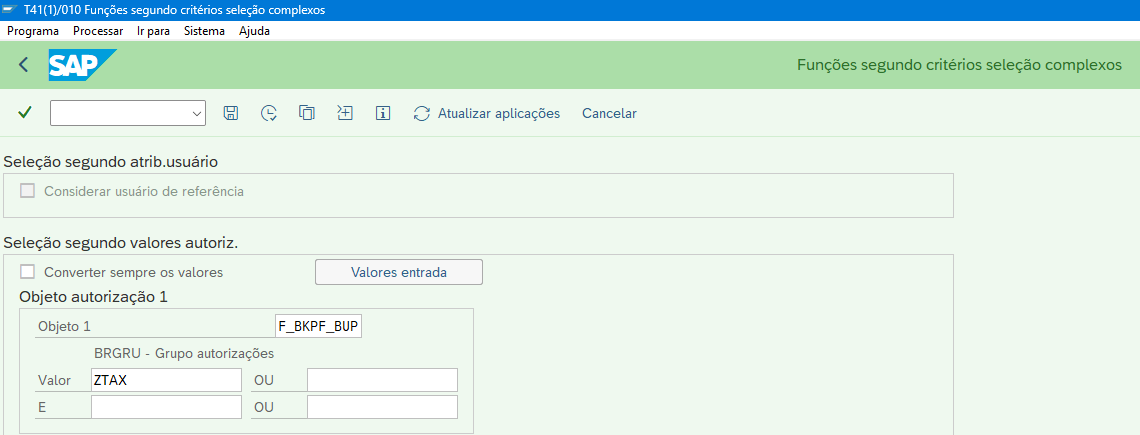 T41(1)/010 Funções segundo critérios seleção complexos
Programa Processar Ir para Sistema Ajuda
SAP Funções segundo critérios seleção complexos
Atualizar aplicações Cancelar
Seleção segundo atrib.usuário
Considerar usuário de referência
Seleção segundo valores autoriz.
Converter sempre os valores Valores entrada
Objeto autorização 1
Objeto 1 F_BKPF_BUP
BRGRU - Grupo autorizações
Valor ZTAX OU
E OU